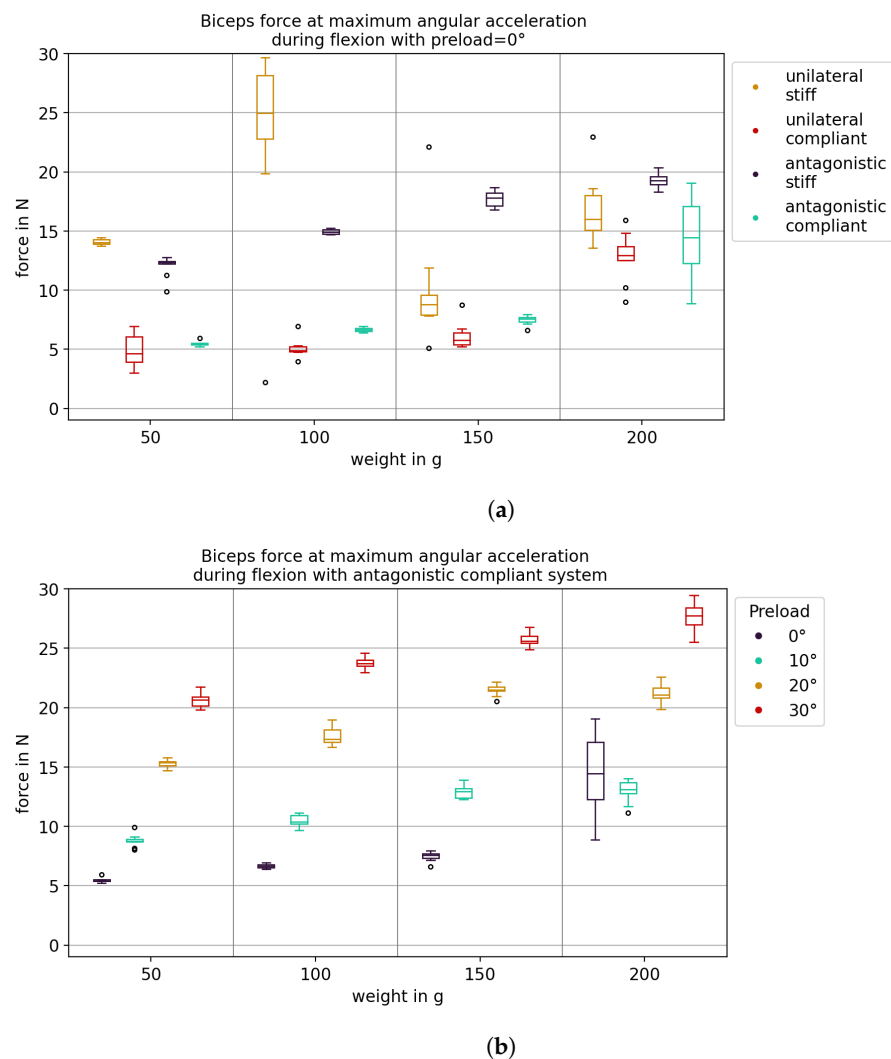 Biceps force at maximum angular acceleration
during flexion with preload=0°
30
25
20
15
10
5
0
force in N
50 100 150 200
weight in g
unilateral
stiff
unilateral
compliant
antagonistic
stiff
antagonistic
compliant
(a)
Biceps force at maximum angular acceleration
during flexion with antagonistic compliant system
30
25
20
15
10
5
0
force in N
50 100 150 200
weight in g
Preload
0°
10°
20°
30°
(b)